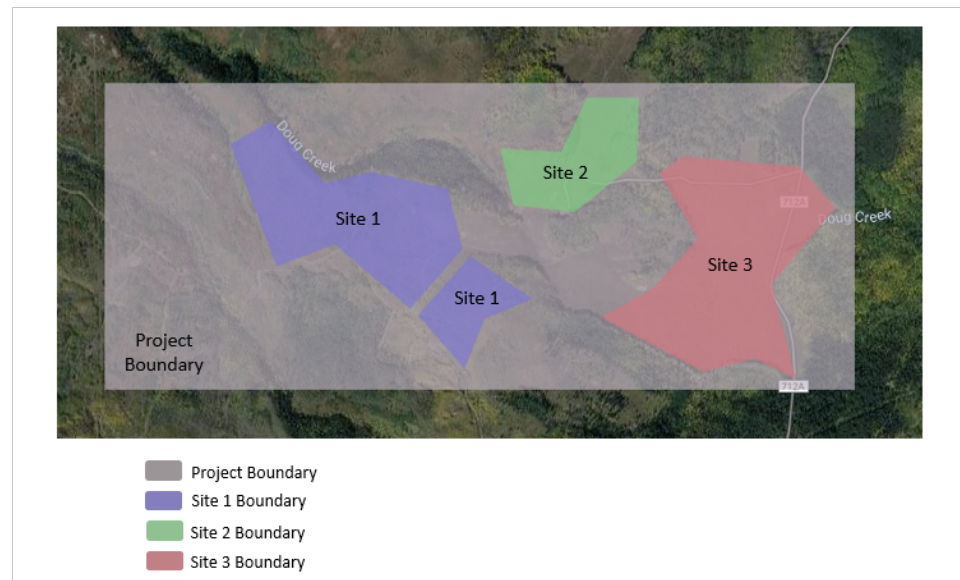 Doug Creek
Site 2
Site 1
712A
Doug Creek
Site 3
Site 1
Project
Boundary
712A
Project Boundary
Site 1 Boundary
Site 2 Boundary
Site 3 Boundary